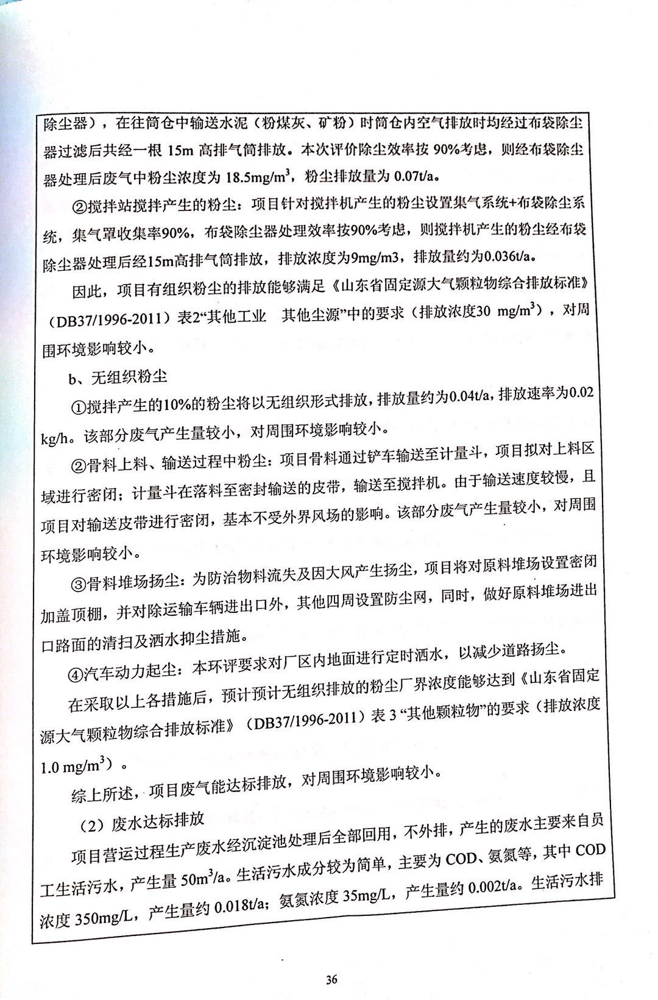 除尘器），在往筒仓中输送水泥（粉煤灰、矿粉）时筒仓内空气排放时均经过布袋除尘
器过滤后共经一根 15m 高排气筒排放。本次评价除尘效率按 90%考虑，则经布袋除尘
器处理后废气中粉尘浓度为 18.5mg/m³，粉尘排放量为 0.07t/a。
②搅拌站搅拌产生的粉尘：项目针对搅拌机产生的粉尘设置集气系统+布袋除尘系
统，集气罩收集率90%，布袋除尘器处理效率按90%考虑，则搅拌机产生的粉尘经布袋
除尘器处理后经15m高排气筒排放，排放浓度为9mg/m3，排放量约为0.036t/a。
因此，项目有组织粉尘的排放能够满足《山东省固定源大气颗粒物综合排放标准》
（DB37/1996-2011）表2“其他工业　其他尘源”中的要求（排放浓度30 mg/m³），对周
围环境影响较小。
b、无组织粉尘
①搅拌产生的10%的粉尘将以无组织形式排放，排放量约为0.04t/a，排放速率为0.02
kg/h。该部分废气产生量较小，对周围环境影响较小。
②骨料上料、输送过程中粉尘：项目骨料通过铲车输送至计量斗，项目拟对上料区
域进行密闭；计量斗在落料至密封输送的皮带，输送至搅拌机。由于输送速度较慢，且
项目对输送皮带进行密闭，基本不受外界风场的影响。该部分废气产生量较小，对周围
环境影响较小。
③骨料堆场扬尘：为防治物料流失及因大风产生扬尘，项目将对原料堆场设置密闭
加盖顶棚，并对除运输车辆进出口外，其他四周设置防尘网，同时，做好原料堆场进出
口路面的清扫及洒水抑尘措施。
④汽车动力起尘：本环评要求对厂区内地面进行定时洒水，以减少道路扬尘。
在采取以上各措施后，预计预计无组织排放的粉尘厂界浓度能够达到《山东省固定
源大气颗粒物综合排放标准》（DB37/1996-2011）表 3 “其他颗粒物”的要求（排放浓度
1.0 mg/m³）。
综上所述，项目废气能达标排放，对周围环境影响较小。
（2）废水达标排放
项目营运过程生产废水经沉淀池处理后全部回用，不外排，产生的废水主要来自员
工生活污水，产生量 50m³/a。生活污水成分较为简单，主要为 COD、氨氮等，其中 COD
浓度 350mg/L，产生量约 0.018t/a；氨氮浓度 35mg/L，产生量约 0.002t/a。生活污水排
36